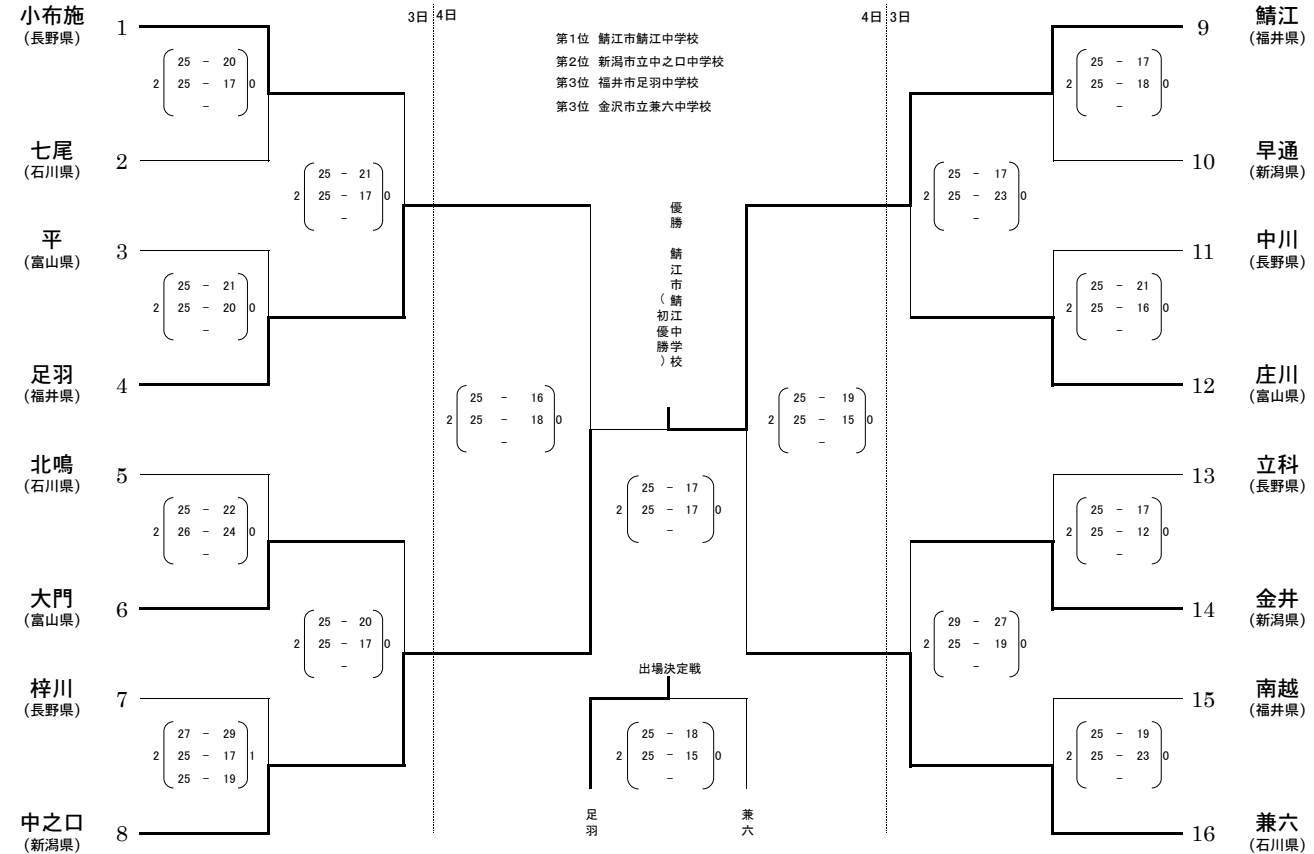 3日 4日
4日 3日
第1位 鯖江市鯖江中学校
第2位 新潟市立中之口中学校
第3位 福井市足羽中学校
第3位 金沢市立兼六中学校
小布施 1
(長野県)
25 - 20
2 25 - 17 0
-
七尾 2
(石川県)
25 - 21
2 25 - 17 0
-
平 3
(富山県)
25 - 21
2 25 - 20 0
-
足羽 4
(福井県)
25 - 16
2 25 - 18 0
-
北鳴 5
(石川県)
25 - 22
2 26 - 24 0
-
大門 6
(富山県)
25 - 20
2 25 - 17 0
-
梓川 7
(長野県)
27 - 29
2 25 - 17 1
25 - 19
中之口 8
(新潟県)
優勝 鯖江市鯖江中学校
(初優勝)
25 - 17
2 25 - 17 0
-
出場決定戦
25 - 18
2 25 - 15 0
-
足羽
兼六
9 鯖江
(福井県)
25 - 17
2 25 - 18 0
-
10 早通
(新潟県)
25 - 17
2 25 - 23 0
-
11 中川
(長野県)
25 - 21
2 25 - 16 0
-
12 庄川
(富山県)
25 - 19
2 25 - 15 0
-
13 立科
(長野県)
25 - 17
2 25 - 12 0
-
14 金井
(新潟県)
29 - 27
2 25 - 19 0
-
15 南越
(福井県)
25 - 19
2 25 - 23 0
-
16 兼六
(石川県)